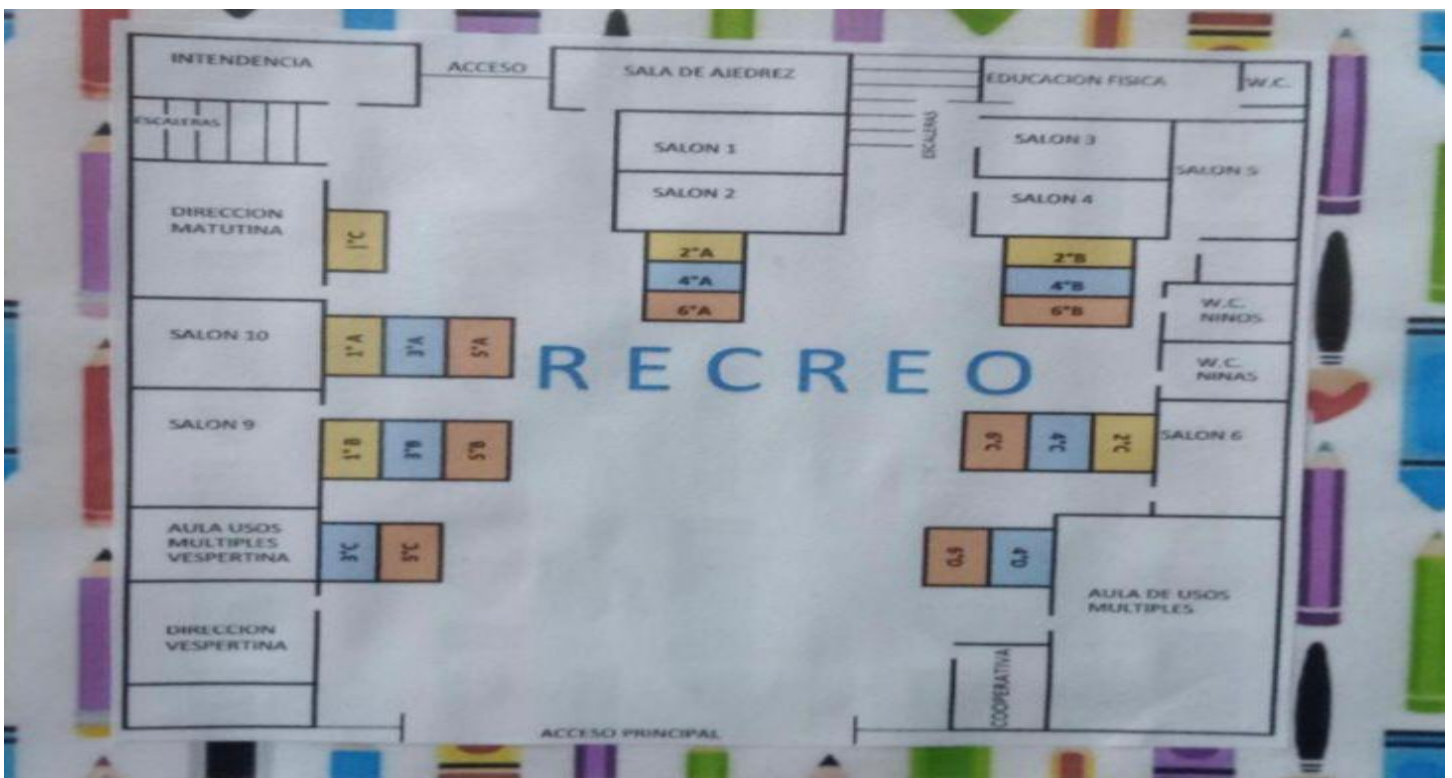 INTENDENCIA
ACCESO
SALA DE AJEDREZ
EDUCACION FISICA
W.C.
ESCALERAS
ESCALERAS
SALON 1
SALON 2
SALON 3
SALON 4
SALON 5
DIRECCION
MATUTINA
1°C
2°A
4°A
6°A
2°B
4°B
6°B
W.C.
NINOS
W.C.
NINAS
SALON 10
1°A
3°A
5°A
RECREO
SALON 9
1°B
3°B
5°B
6°C
4°C
2°C
SALON 6
AULA USOS
MULTIPLES
VESPERTINA
3°C
5°C
6°D
4°D
AULA DE USOS
MULTIPLES
DIRECCION
VESPERTINA
COOPERATIVA
ACCESO PRINCIPAL